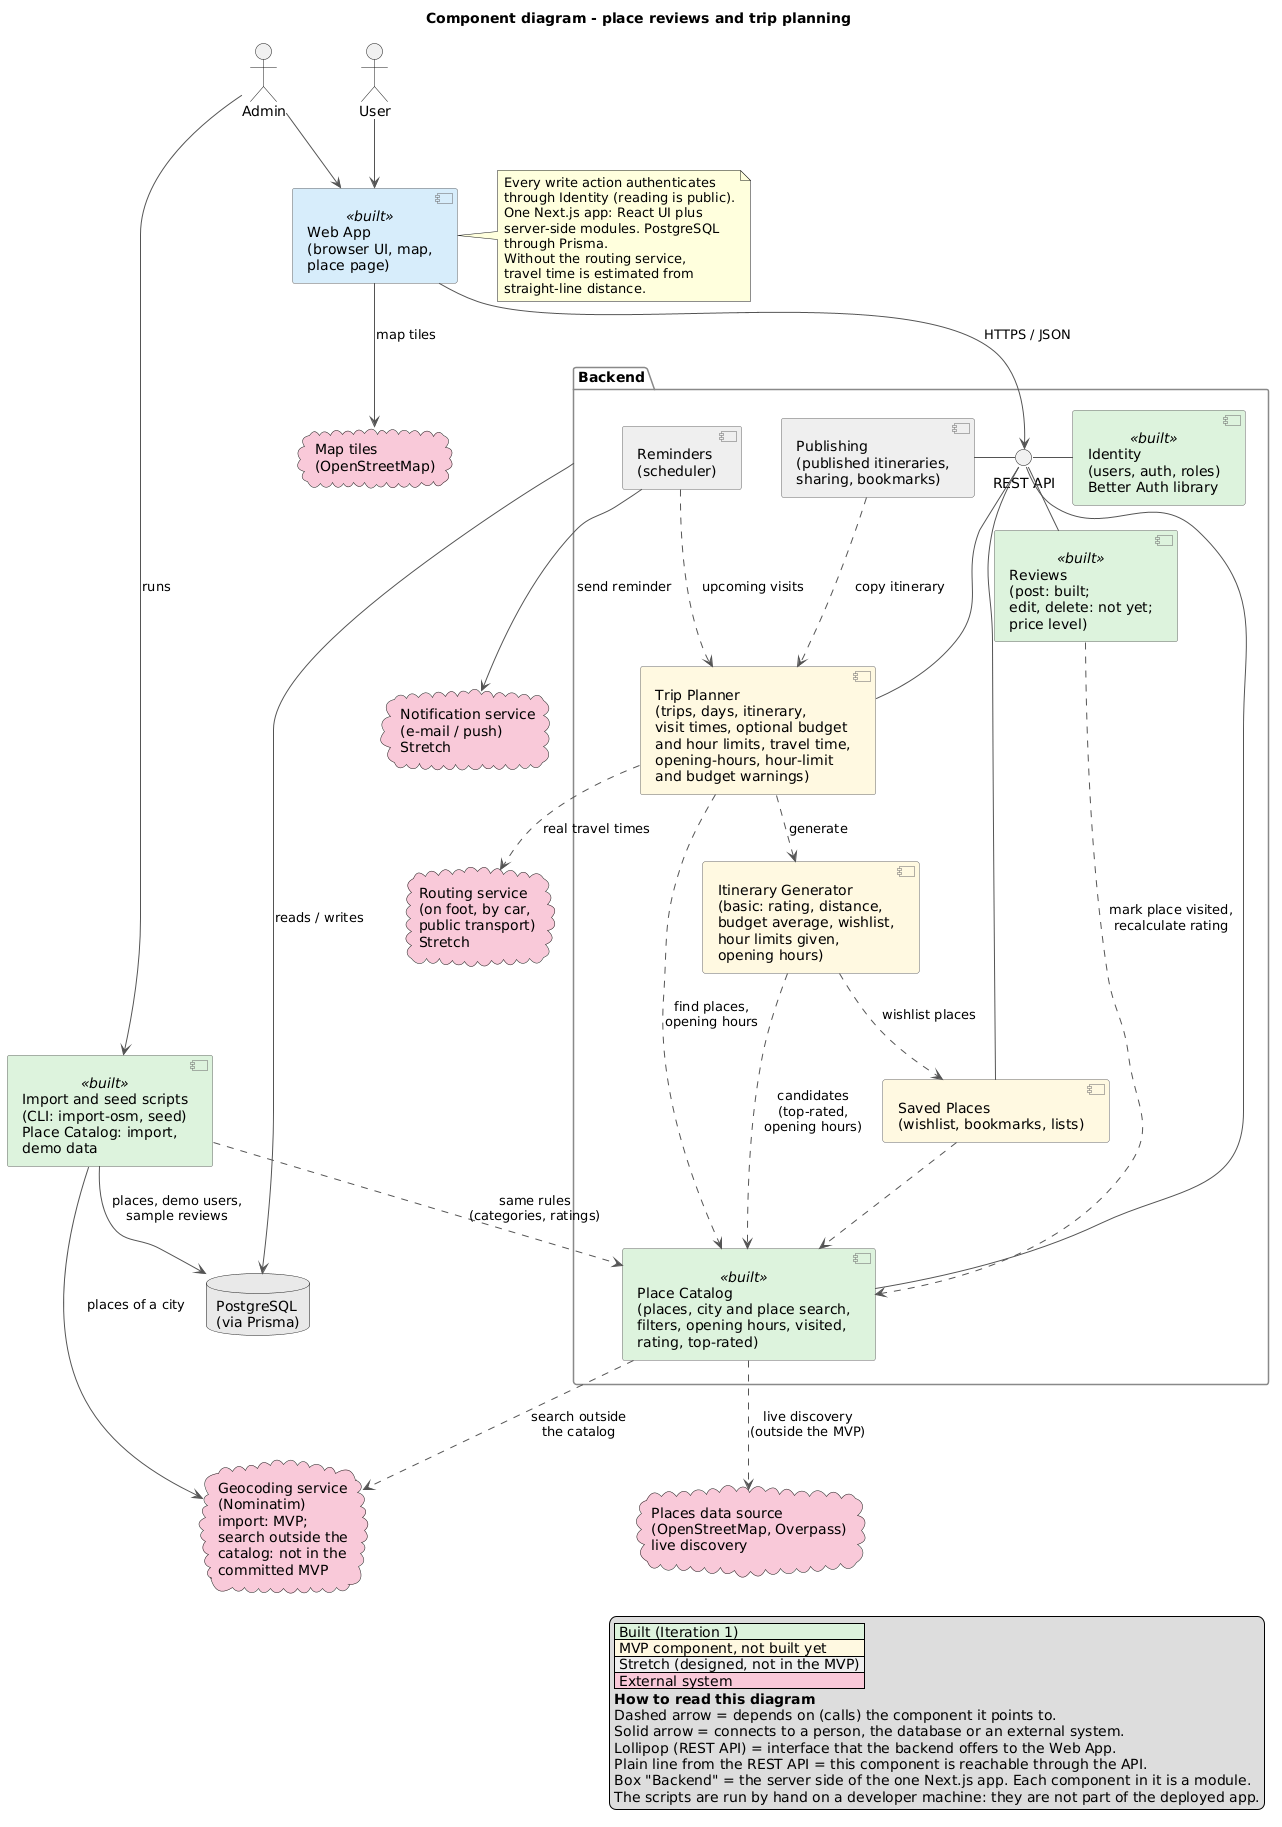 Component diagram - place reviews and trip planning
Admin
User
«built»
Web App
(browser UI, map,
place page)
Every write action authenticates
through Identity (reading is public).
One Next.js app: React UI plus
server-side modules. PostgreSQL
through Prisma.
Without the routing service,
travel time is estimated from
straight-line distance.
map tiles
HTTPS / JSON
Map tiles
(OpenStreetMap)
Backend
Reminders
(scheduler)
Publishing
(published itineraries,
sharing, bookmarks)
REST API
«built»
Identity
(users, auth, roles)
Better Auth library
«built»
Reviews
(post: built;
edit, delete: not yet;
price level)
runs
send reminder
upcoming visits
copy itinerary
Notification service
(e-mail / push)
Stretch
Trip Planner
(trips, days, itinerary,
visit times, optional budget
and hour limits, travel time,
opening-hours, hour-limit
and budget warnings)
real travel times
generate
Routing service
(on foot, by car,
public transport)
Stretch
Itinerary Generator
(basic: rating, distance,
budget average, wishlist,
hour limits given,
opening hours)
reads / writes
mark place visited,
recalculate rating
find places,
opening hours
wishlist places
«built»
Import and seed scripts
(CLI: import-osm, seed)
Place Catalog: import,
demo data
candidates
(top-rated,
opening hours)
Saved Places
(wishlist, bookmarks, lists)
places, demo users,
sample reviews
same rules
(categories, ratings)
places of a city
PostgreSQL
(via Prisma)
«built»
Place Catalog
(places, city and place search,
filters, opening hours, visited,
rating, top-rated)
search outside
the catalog
live discovery
(outside the MVP)
Geocoding service
(Nominatim)
import: MVP;
search outside the
catalog: not in the
committed MVP
Places data source
(OpenStreetMap, Overpass)
live discovery
Built (Iteration 1)
MVP component, not built yet
Stretch (designed, not in the MVP)
External system
How to read this diagram
Dashed arrow = depends on (calls) the component it points to.
Solid arrow = connects to a person, the database or an external system.
Lollipop (REST API) = interface that the backend offers to the Web App.
Plain line from the REST API = this component is reachable through the API.
Box "Backend" = the server side of the one Next.js app. Each component in it is a module.
The scripts are run by hand on a developer machine: they are not part of the deployed app.